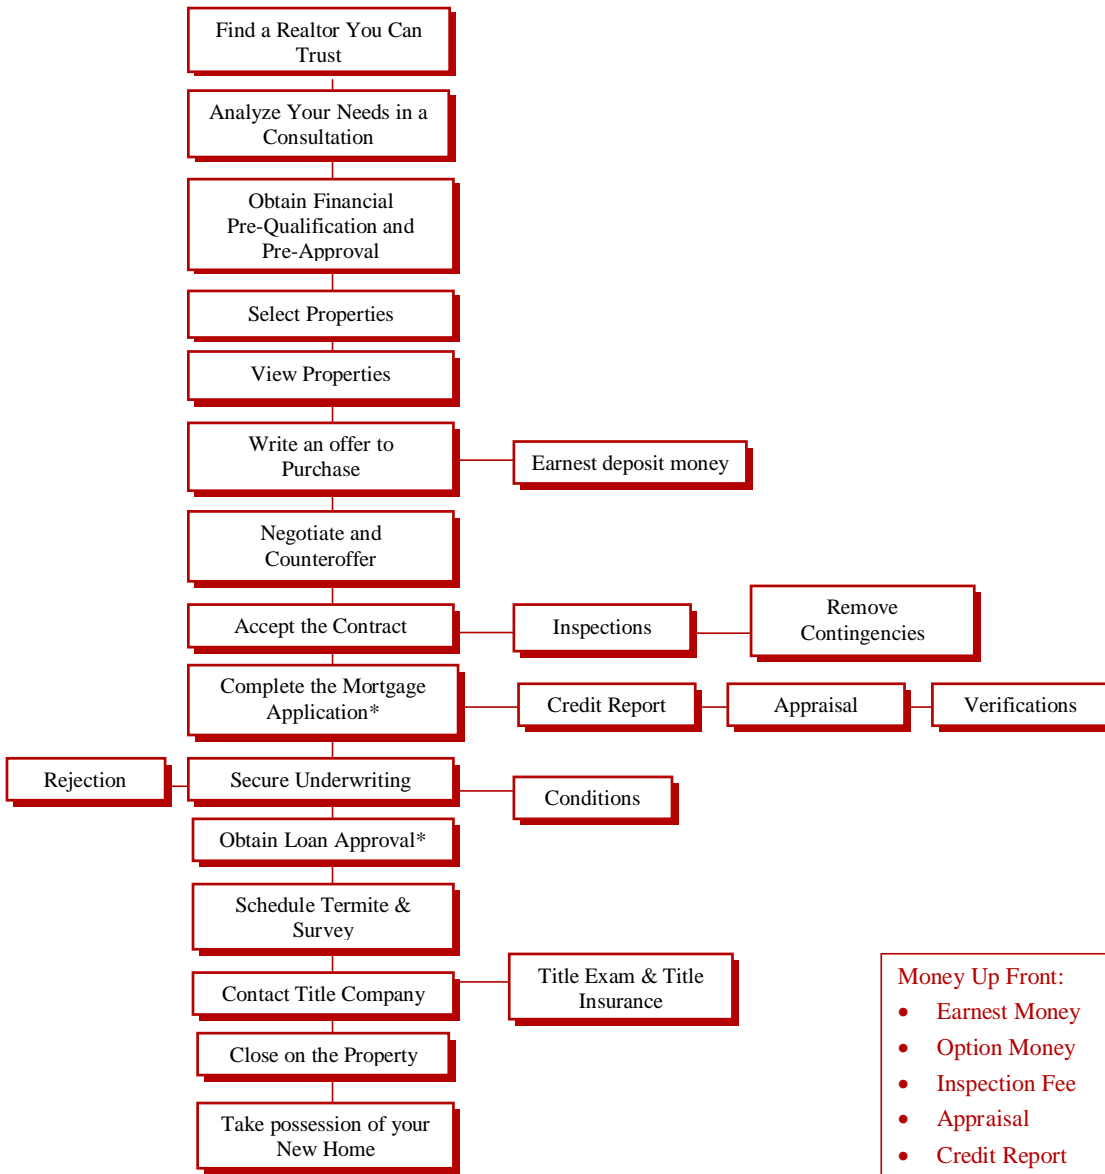 Find a Realtor You Can
Trust
Analyze Your Needs in a
Consultation
Obtain Financial
Pre-Qualification and
Pre-Approval
Select Properties
View Properties
Write an offer to
Purchase
Earnest deposit money
Negotiate and
Counteroffer
Accept the Contract
Inspections
Remove
Contingencies
Complete the Mortgage
Application*
Credit Report
Appraisal
Verifications
Rejection
Secure Underwriting
Conditions
Obtain Loan Approval*
Schedule Termite &
Survey
Contact Title Company
Title Exam & Title
Insurance
Close on the Property
Take possession of your
New Home
Money Up Front:
• Earnest Money
• Option Money
• Inspection Fee
• Appraisal
• Credit Report